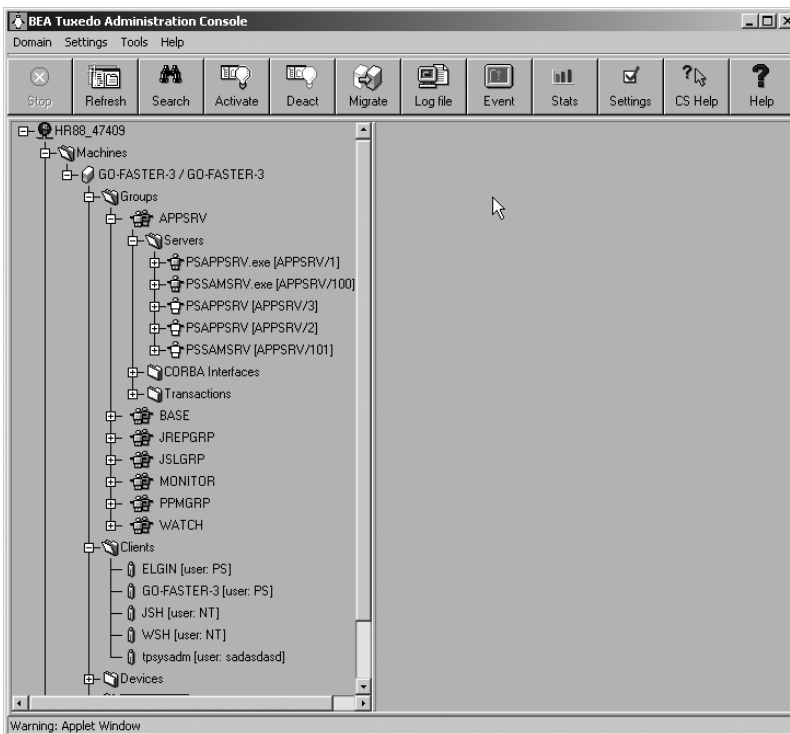 BEA Tuxedo Administration Console
Domain Settings Tools Help
Stop Refresh Search Activate Deact Migrate Log file Event Stats Settings CS Help Help
HR88_47409
Machines
GO-FASTER-3 / GO-FASTER-3
Groups
APPSRV
Servers
PSAPPSRV.exe [APPSRV/1]
PSSAMSRV.exe [APPSRV/100]
PSAPPSRV [APPSRV/3]
PSAPPSRV [APPSRV/2]
PSSAMSRV [APPSRV/101]
CORBA Interfaces
Transactions
BASE
JREPGRP
JSLGRP
MONITOR
PPMGRP
WATCH
Clients
ELGIN [user: PS]
GO-FASTER-3 [user: PS]
JSH [user: NT]
WSH [user: NT]
tpsysadm [user: sadasdasd]
Devices
Warning: Applet Window